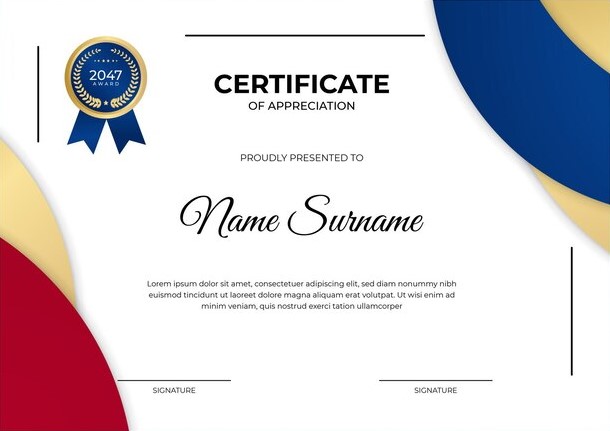 2047
AWARD
CERTIFICATE
OF APPRECIATION
PROUDLY PRESENTED TO
Name Surname
Lorem ipsum dolor sit amet, consectetuer adipiscing elit, sed diam nonummy nibh
euismod tincidunt ut laoreet dolore magna aliquam erat volutpat. Ut wisi enim ad
minim veniam, quis nostrud exerci tation ullamcorper
SIGNATURE
SIGNATURE